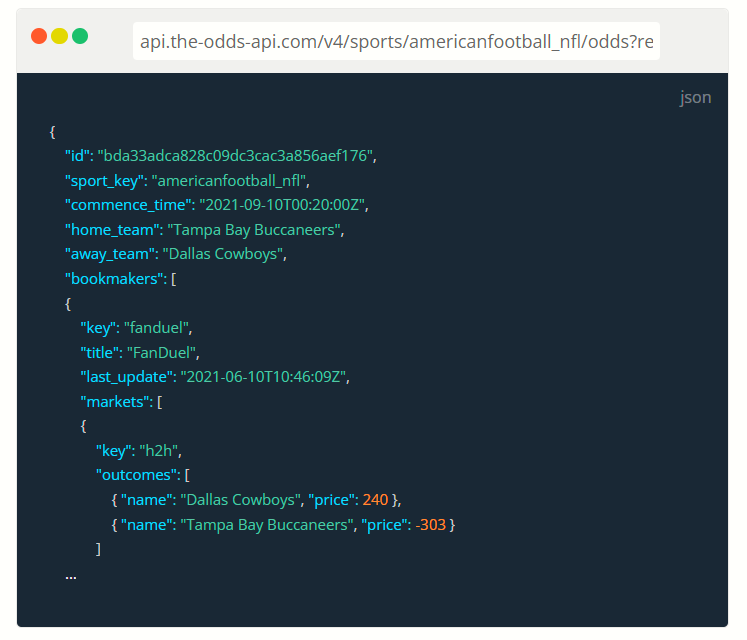 api.the-odds-api.com/v4/sports/americanfootball_nfl/odds?re
json
{
"id": "bda33adca828c09dc3cac3a856aef176",
"sport_key": "americanfootball_nfl",
"commence_time": "2021-09-10T00:20:00Z",
"home_team": "Tampa Bay Buccaneers",
"away_team": "Dallas Cowboys",
"bookmakers": [
{
"key": "fanduel",
"title": "FanDuel",
"last_update": "2021-06-10T10:46:09Z",
"markets": [
{
"key": "h2h",
"outcomes": [
{ "name": "Dallas Cowboys", "price": 240 },
{ "name": "Tampa Bay Buccaneers", "price": -303 }
]
...